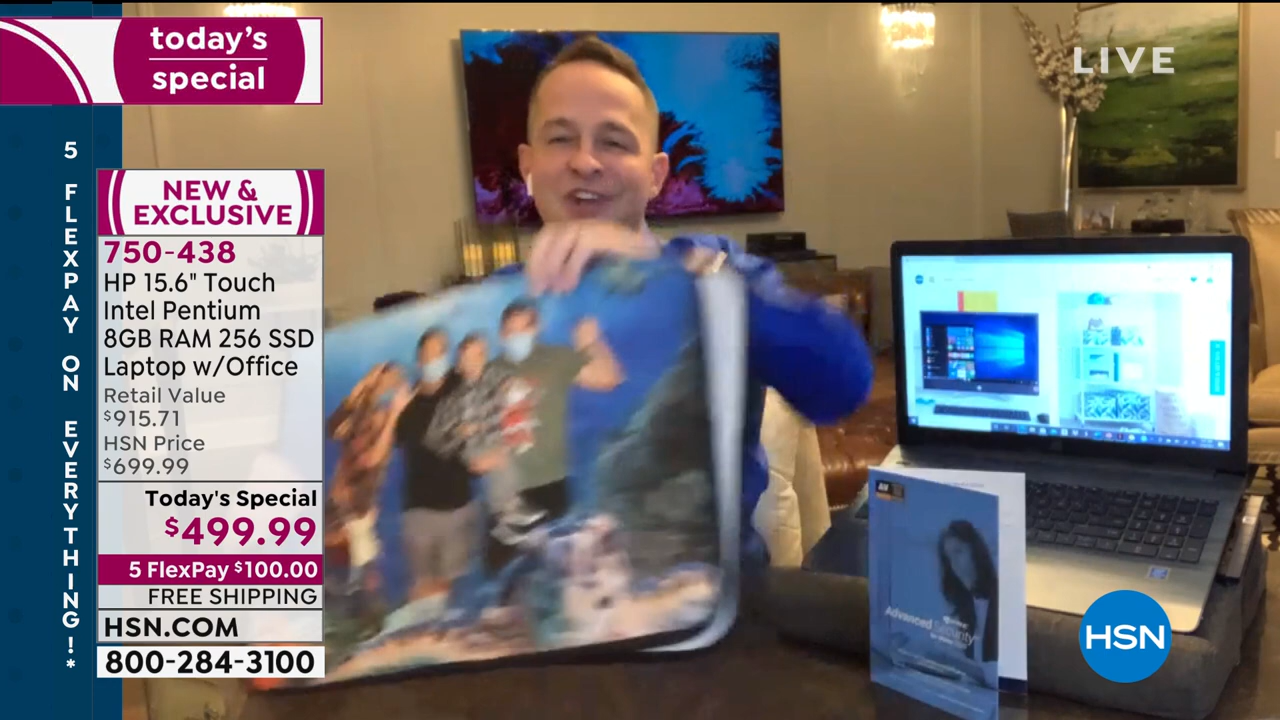 today's
special
LIVE
5 FLEXPAY ON EVERYTHING!*
NEW &
EXCLUSIVE
750-438
HP 15.6" Touch
Intel Pentium
8GB RAM 256 SSD
Laptop w/Office
Retail Value
$915.71
HSN Price
$699.99
Today's Special
$499.99
5 FlexPay $100.00
FREE SHIPPING
HSN.COM
800-284-3100
Advanced Security
HSN